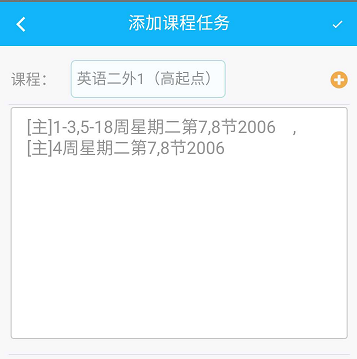 添加课程任务
课程： 英语二外1（高起点）
[主]1-3,5-18周星期二第7,8节2006 ,
[主]4周星期二第7,8节2006